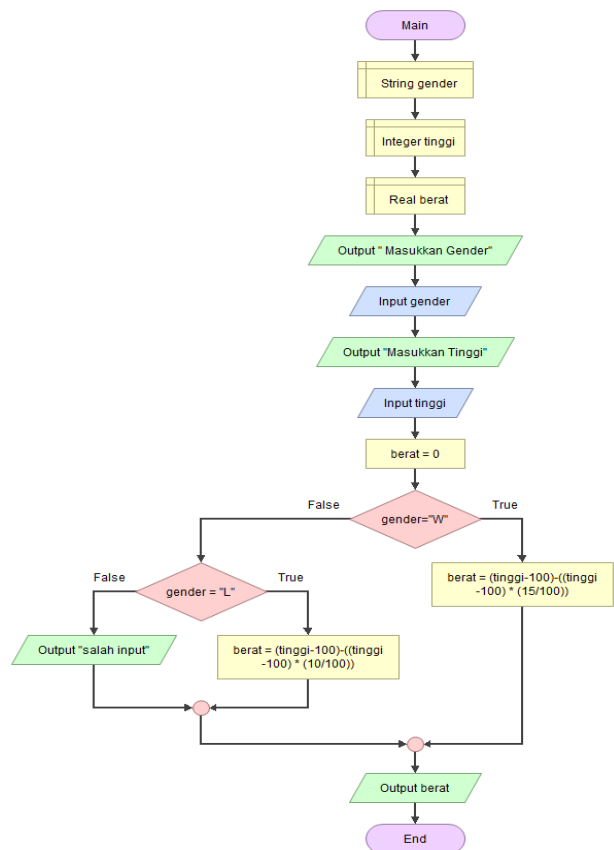 Main
String gender
Integer tinggi
Real berat
Output " Masukkan Gender"
Input gender
Output "Masukkan Tinggi"
Input tinggi
berat = 0
False
True
gender="W"
False
True
gender = "L"
berat = (tinggi-100)-((tinggi
-100) * (15/100))
Output "salah input"
berat = (tinggi-100)-((tinggi
-100) * (10/100))
Output berat
End